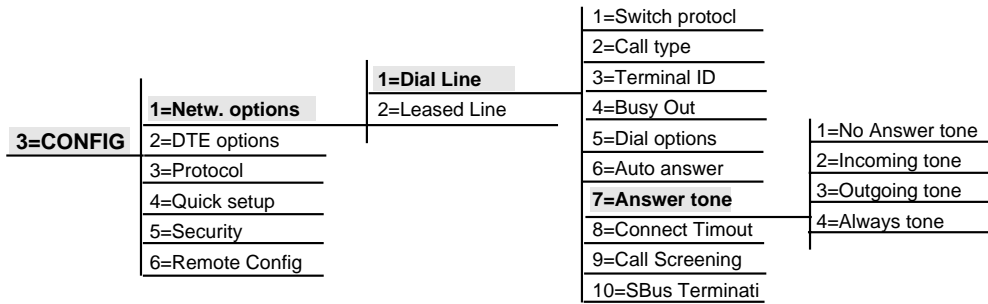 3=CONFIG
1=Netw. options
2=DTE options
3=Protocol
4=Quick setup
5=Security
6=Remote Config
1=Dial Line
2=Leased Line
1=Switch protocl
2=Call type
3=Terminal ID
4=Busy Out
5=Dial options
6=Auto answer
7=Answer tone
8=Connect Timout
9=Call Screening
10=SBus Terminati
1=No Answer tone
2=Incoming tone
3=Outgoing tone
4=Always tone